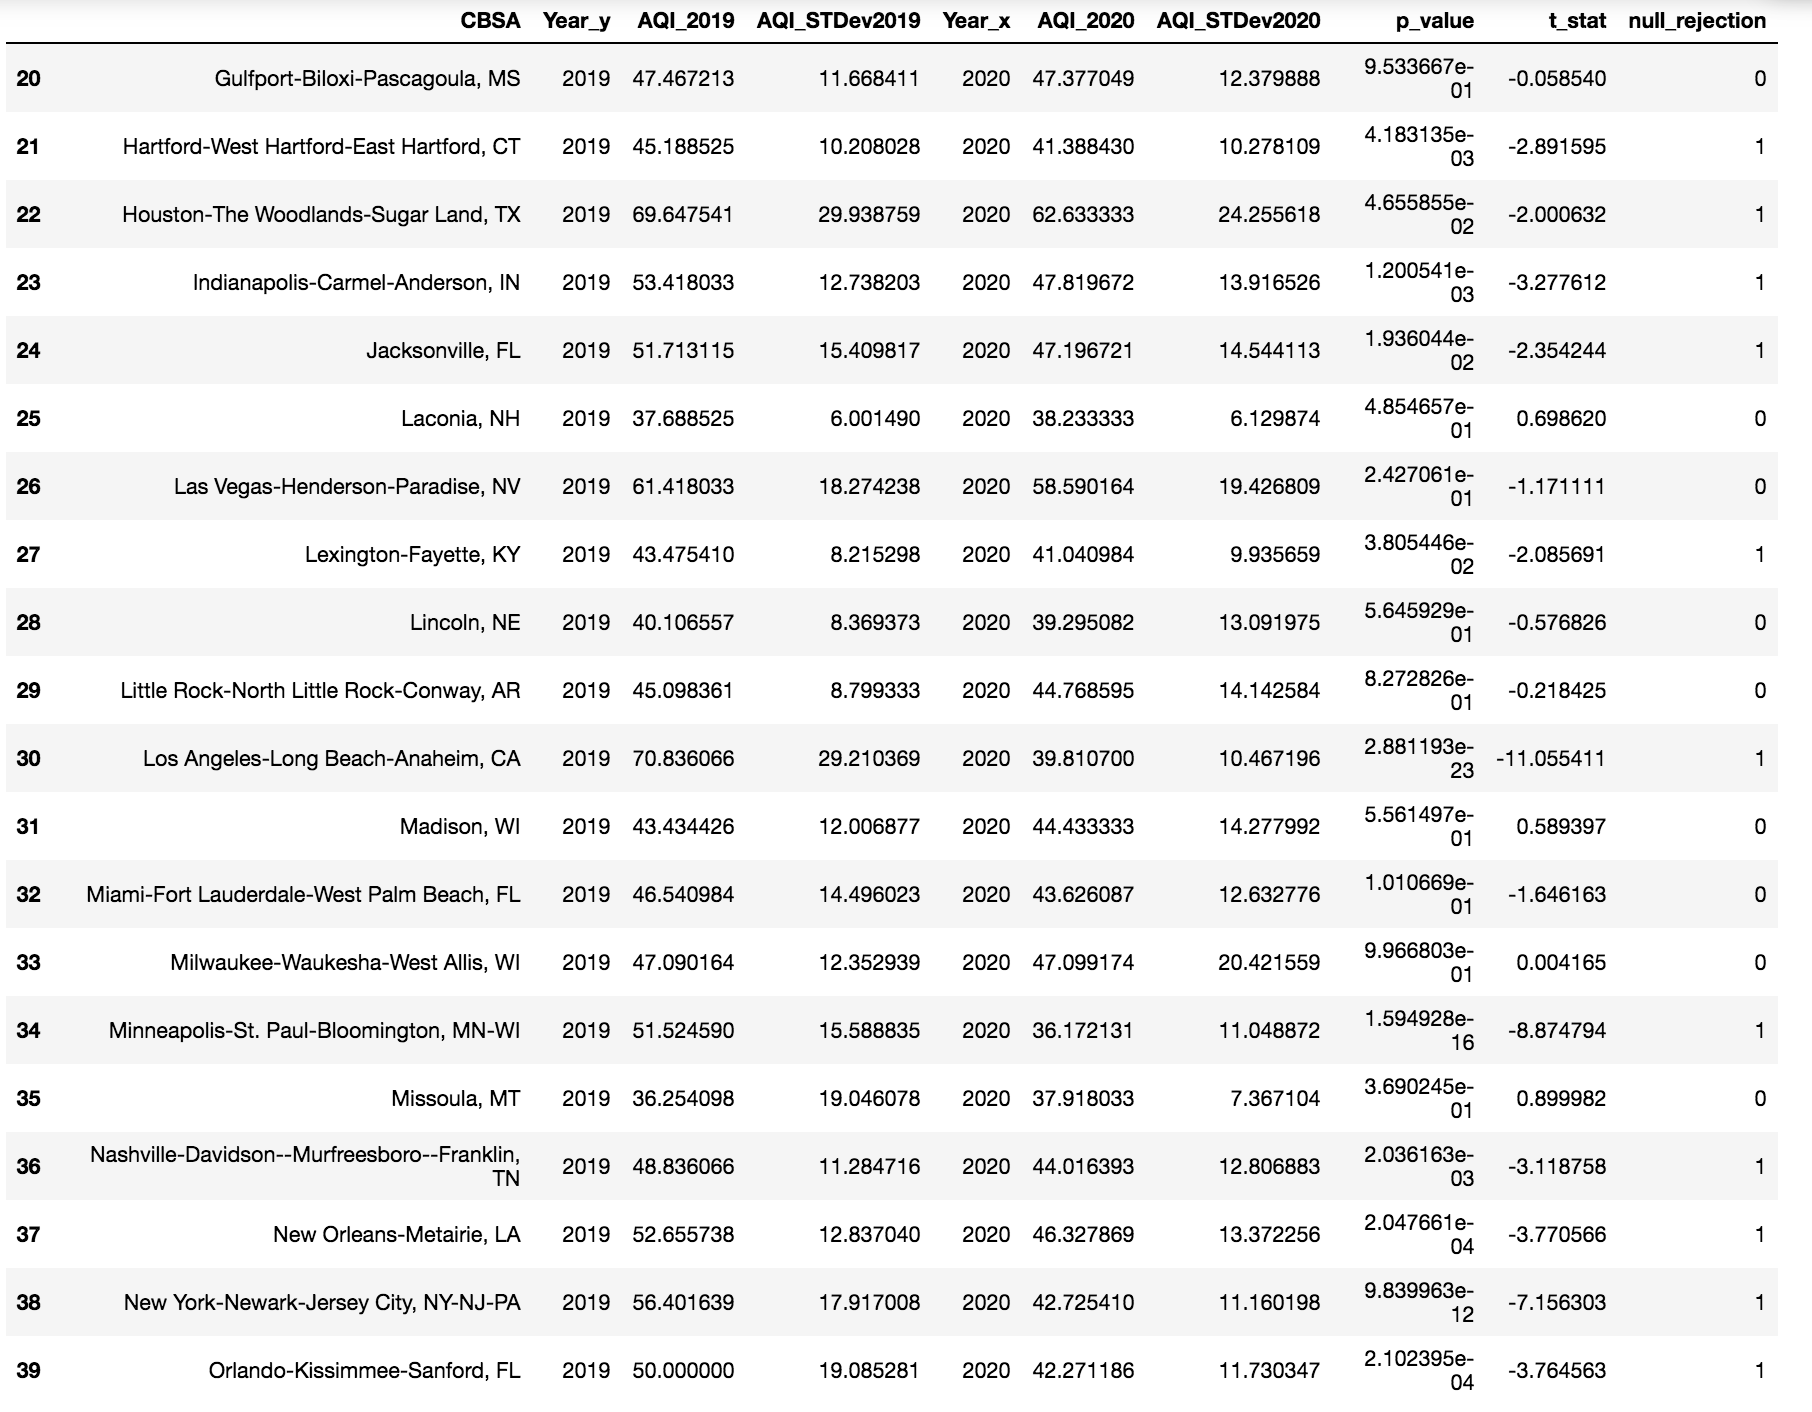 CBSA Year_y AQI_2019 AQI_STDev2019 Year_x AQI_2020 AQI_STDev2020 p_value t_stat null_rejection
20 Gulfport-Biloxi-Pascagoula, MS 2019 47.467213 11.668411 2020 47.377049 12.379888 9.533667e-
01 -0.058540 0
21 Hartford-West Hartford-East Hartford, CT 2019 45.188525 10.208028 2020 41.388430 10.278109 4.183135e-
03 -2.891595 1
22 Houston-The Woodlands-Sugar Land, TX 2019 69.647541 29.938759 2020 62.633333 24.255618 4.655855e-
02 -2.000632 1
23 Indianapolis-Carmel-Anderson, IN 2019 53.418033 12.738203 2020 47.819672 13.916526 1.200541e-
03 -3.277612 1
24 Jacksonville, FL 2019 51.713115 15.409817 2020 47.196721 14.544113 1.936044e-
02 -2.354244 1
25 Laconia, NH 2019 37.688525 6.001490 2020 38.233333 6.129874 4.854657e-
01 0.698620 0
26 Las Vegas-Henderson-Paradise, NV 2019 61.418033 18.274238 2020 58.590164 19.426809 2.427061e-
01 -1.171111 0
27 Lexington-Fayette, KY 2019 43.475410 8.215298 2020 41.040984 9.935659 3.805446e-
02 -2.085691 1
28 Lincoln, NE 2019 40.106557 8.369373 2020 39.295082 13.091975 5.645929e-
01 -0.576826 0
29 Little Rock-North Little Rock-Conway, AR 2019 45.098361 8.799333 2020 44.768595 14.142584 8.272826e-
01 -0.218425 0
30 Los Angeles-Long Beach-Anaheim, CA 2019 70.836066 29.210369 2020 39.810700 10.467196 2.881193e-
23 -11.055411 1
31 Madison, WI 2019 43.434426 12.006877 2020 44.433333 14.277992 5.561497e-
01 0.589397 0
32 Miami-Fort Lauderdale-West Palm Beach, FL 2019 46.540984 14.496023 2020 43.626087 12.632776 1.010669e-
01 -1.646163 0
33 Milwaukee-Waukesha-West Allis, WI 2019 47.090164 12.352939 2020 47.099174 20.421559 9.966803e-
01 0.004165 0
34 Minneapolis-St. Paul-Bloomington, MN-WI 2019 51.524590 15.588835 2020 36.172131 11.048872 1.594928e-
16 -8.874794 1
35 Missoula, MT 2019 36.254098 19.046078 2020 37.918033 7.367104 3.690245e-
01 0.899982 0
36 Nashville-Davidson--Murfreesboro--Franklin,
TN 2019 48.836066 11.284716 2020 44.016393 12.806883 2.036163e-
03 -3.118758 1
37 New Orleans-Metairie, LA 2019 52.655738 12.837040 2020 46.327869 13.372256 2.047661e-
04 -3.770566 1
38 New York-Newark-Jersey City, NY-NJ-PA 2019 56.401639 17.917008 2020 42.725410 11.160198 9.839963e-
12 -7.156303 1
39 Orlando-Kissimmee-Sanford, FL 2019 50.000000 19.085281 2020 42.271186 11.730347 2.102395e-
04 -3.764563 1